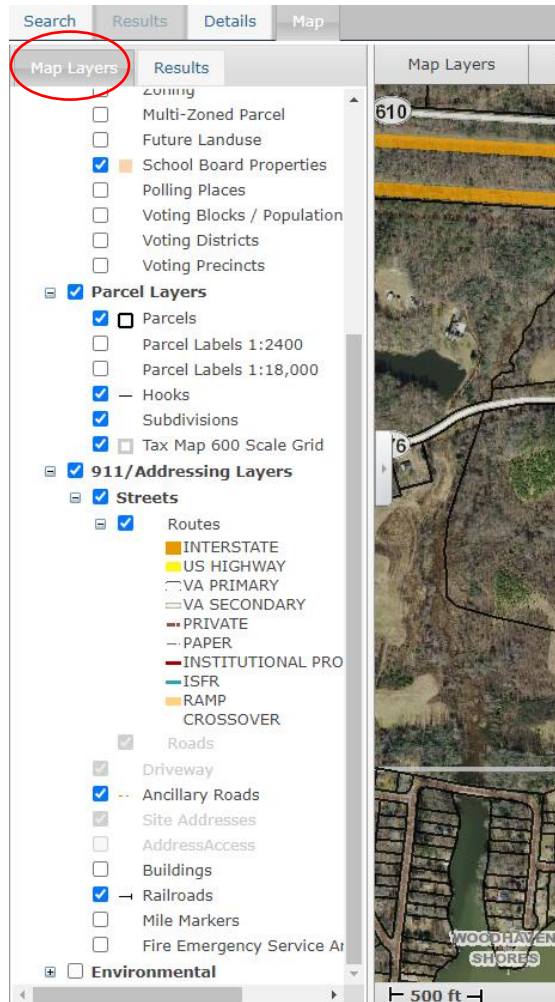 Search Results Details Map
Map Layers Results
Map Layers
Zoning
Multi-Zoned Parcel
Future Landuse
School Board Properties
Polling Places
Voting Blocks / Population
Voting Districts
Voting Precincts
Parcel Layers
Parcels
Parcel Labels 1:2400
Parcel Labels 1:18,000
Hooks
Subdivisions
Tax Map 600 Scale Grid
911/Addressing Layers
Streets
Routes
INTERSTATE
US HIGHWAY
VA PRIMARY
VA SECONDARY
PRIVATE
PAPER
INSTITUTIONAL PRO
ISFR
RAMP
CROSSOVER
Roads
Driveway
Ancillary Roads
Site Addresses
AddressAccess
Buildings
Railroads
Mile Markers
Fire Emergency Service Ar
Environmental
610
76
WOODHAVEN
SHORES
500 ft